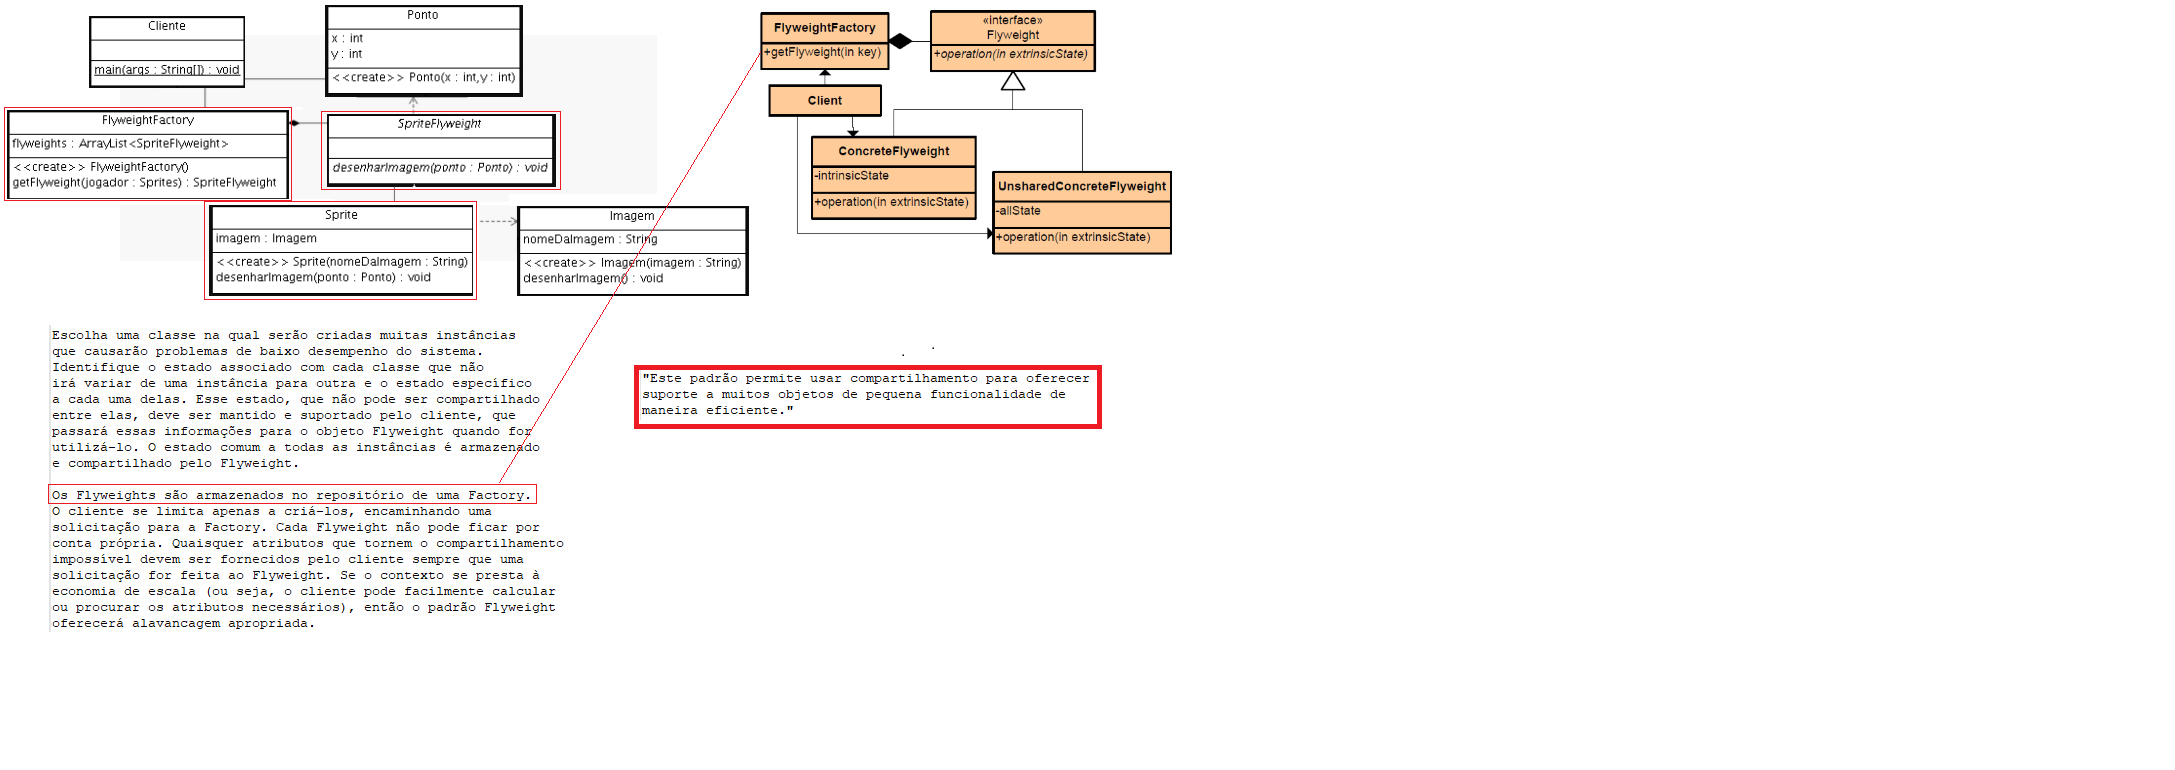 Cliente
main(args : String[]) : void
Ponto
x : int
y : int
<<create>> Ponto(x : int,y : int)
FlyweightFactory
flyweights : ArrayList<SpriteFlyweight>
<<create>> FlyweightFactory()
getFlyweight(jogador : Sprites) : SpriteFlyweight
SpriteFlyweight
desenharImagem(ponto : Ponto) : void
Sprite
imagem : Imagem
<<create>> Sprite(nomeDaImagem : String)
desenharImagem(ponto : Ponto) : void
Imagem
nomeDaImagem : String
<<create>> Imagem(imagem : String)
desenharImagem() : void
FlyweightFactory
+getFlyweight(in key)
«interface»
Flyweight
+operation(in extrinsicState)
Client
ConcreteFlyweight
-intrinsicState
+operation(in extrinsicState)
UnsharedConcreteFlyweight
-allState
+operation(in extrinsicState)
Escolha uma classe na qual serão criadas muitas instâncias
que causarão problemas de baixo desempenho do sistema.
Identifique o estado associado com cada classe que não
irá variar de uma instância para outra e o estado específico
a cada uma delas. Esse estado, que não pode ser compartilhado
entre elas, deve ser mantido e suportado pelo cliente, que
passará essas informações para o objeto Flyweight quando for
utilizá-lo. O estado comum a todas as instâncias é armazenado
e compartilhado pelo Flyweight.
Os Flyweights são armazenados no repositório de uma Factory.
O cliente se limita apenas a criá-los, encaminhando uma
solicitação para a Factory. Cada Flyweight não pode ficar por
conta própria. Quaisquer atributos que tornem o compartilhamento
impossível devem ser fornecidos pelo cliente sempre que uma
solicitação for feita ao Flyweight. Se o contexto se presta à
economia de escala (ou seja, o cliente pode facilmente calcular
ou procurar os atributos necessários), então o padrão Flyweight
oferecerá alavancagem apropriada.
"Este padrão permite usar compartilhamento para oferecer
suporte a muitos objetos de pequena funcionalidade de
maneira eficiente."